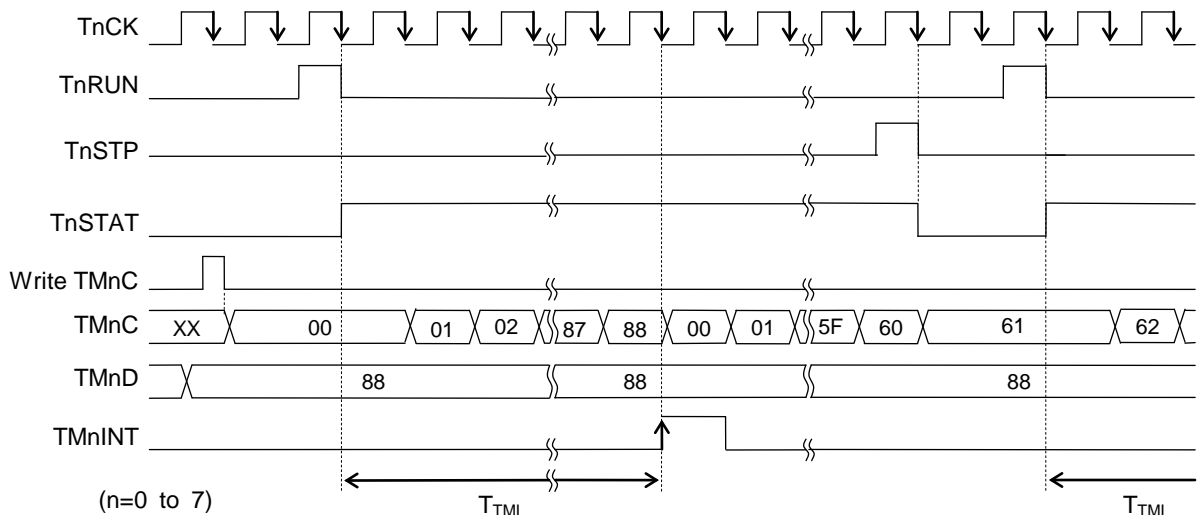 TnCK
TnRUN
TnSTP
TnSTAT
Write TMnC
TMnC XX 00 01 02 87 88 00 01 5F 60 61 62
TMnD 88 88 88
TMnINT
(n=0 to 7) TTMI TTMI